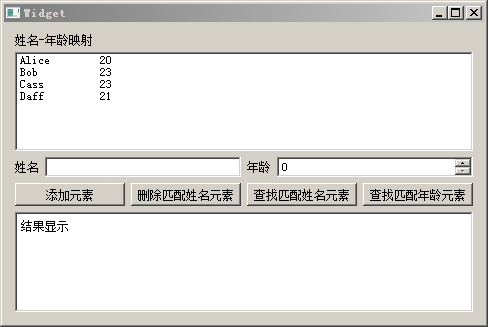 Widget
姓名-年龄映射
Alice 20
Bob 23
Cass 23
Daff 21
姓名 年龄 0
添加元素 删除匹配姓名元素 查找匹配姓名元素 查找匹配年龄元素
结果显示